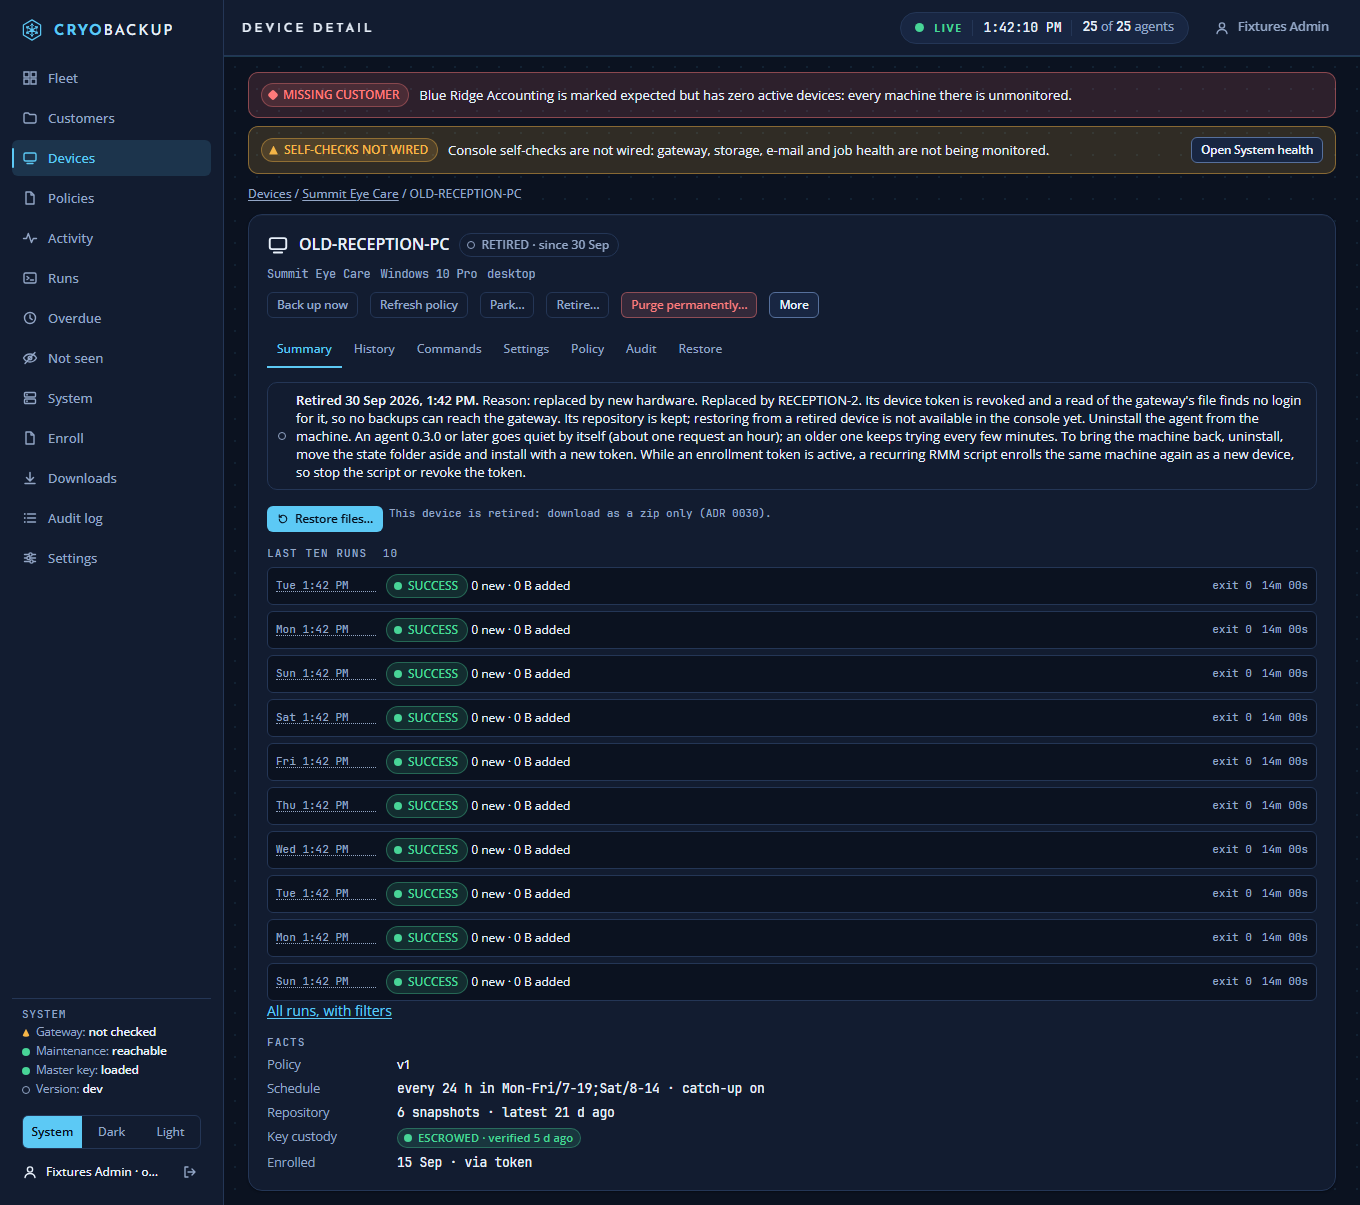 CRYOBACKUP
DEVICE DETAIL
LIVE 1:42:10 PM 25 of 25 agents
Fixtures Admin
Fleet
Customers
Devices
Policies
Activity
Runs
Overdue
Not seen
System
Enroll
Downloads
Audit log
Settings
MISSING CUSTOMER Blue Ridge Accounting is marked expected but has zero active devices: every machine there is unmonitored.
SELF-CHECKS NOT WIRED Console self-checks are not wired: gateway, storage, e-mail and job health are not being monitored. Open System health
Devices / Summit Eye Care / OLD-RECEPTION-PC
OLD-RECEPTION-PC RETIRED · since 30 Sep
Summit Eye Care Windows 10 Pro desktop
Back up now Refresh policy Park... Retire... Purge permanently... More
Summary History Commands Settings Policy Audit Restore
Retired 30 Sep 2026, 1:42 PM. Reason: replaced by new hardware. Replaced by RECEPTION-2. Its device token is revoked and a read of the gateway's file finds no login
for it, so no backups can reach the gateway. Its repository is kept; restoring from a retired device is not available in the console yet. Uninstall the agent from the
machine. An agent 0.3.0 or later goes quiet by itself (about one request an hour); an older one keeps trying every few minutes. To bring the machine back, uninstall,
move the state folder aside and install with a new token. While an enrollment token is active, a recurring RMM script enrolls the same machine again as a new device,
so stop the script or revoke the token.
Restore files... This device is retired: download as a zip only (ADR 0030).
LAST TEN RUNS 10
Tue 1:42 PM SUCCESS 0 new · 0 B added exit 0 14m 00s
Mon 1:42 PM SUCCESS 0 new · 0 B added exit 0 14m 00s
Sun 1:42 PM SUCCESS 0 new · 0 B added exit 0 14m 00s
Sat 1:42 PM SUCCESS 0 new · 0 B added exit 0 14m 00s
Fri 1:42 PM SUCCESS 0 new · 0 B added exit 0 14m 00s
Thu 1:42 PM SUCCESS 0 new · 0 B added exit 0 14m 00s
Wed 1:42 PM SUCCESS 0 new · 0 B added exit 0 14m 00s
Tue 1:42 PM SUCCESS 0 new · 0 B added exit 0 14m 00s
Mon 1:42 PM SUCCESS 0 new · 0 B added exit 0 14m 00s
Sun 1:42 PM SUCCESS 0 new · 0 B added exit 0 14m 00s
All runs, with filters
FACTS
Policy v1
Schedule every 24 h in Mon-Fri/7-19;Sat/8-14 · catch-up on
Repository 6 snapshots · latest 21 d ago
Key custody ESCROWED · verified 5 d ago
Enrolled 15 Sep · via token
SYSTEM
Gateway: not checked
Maintenance: reachable
Master key: loaded
Version: dev
System Dark Light
Fixtures Admin · o...